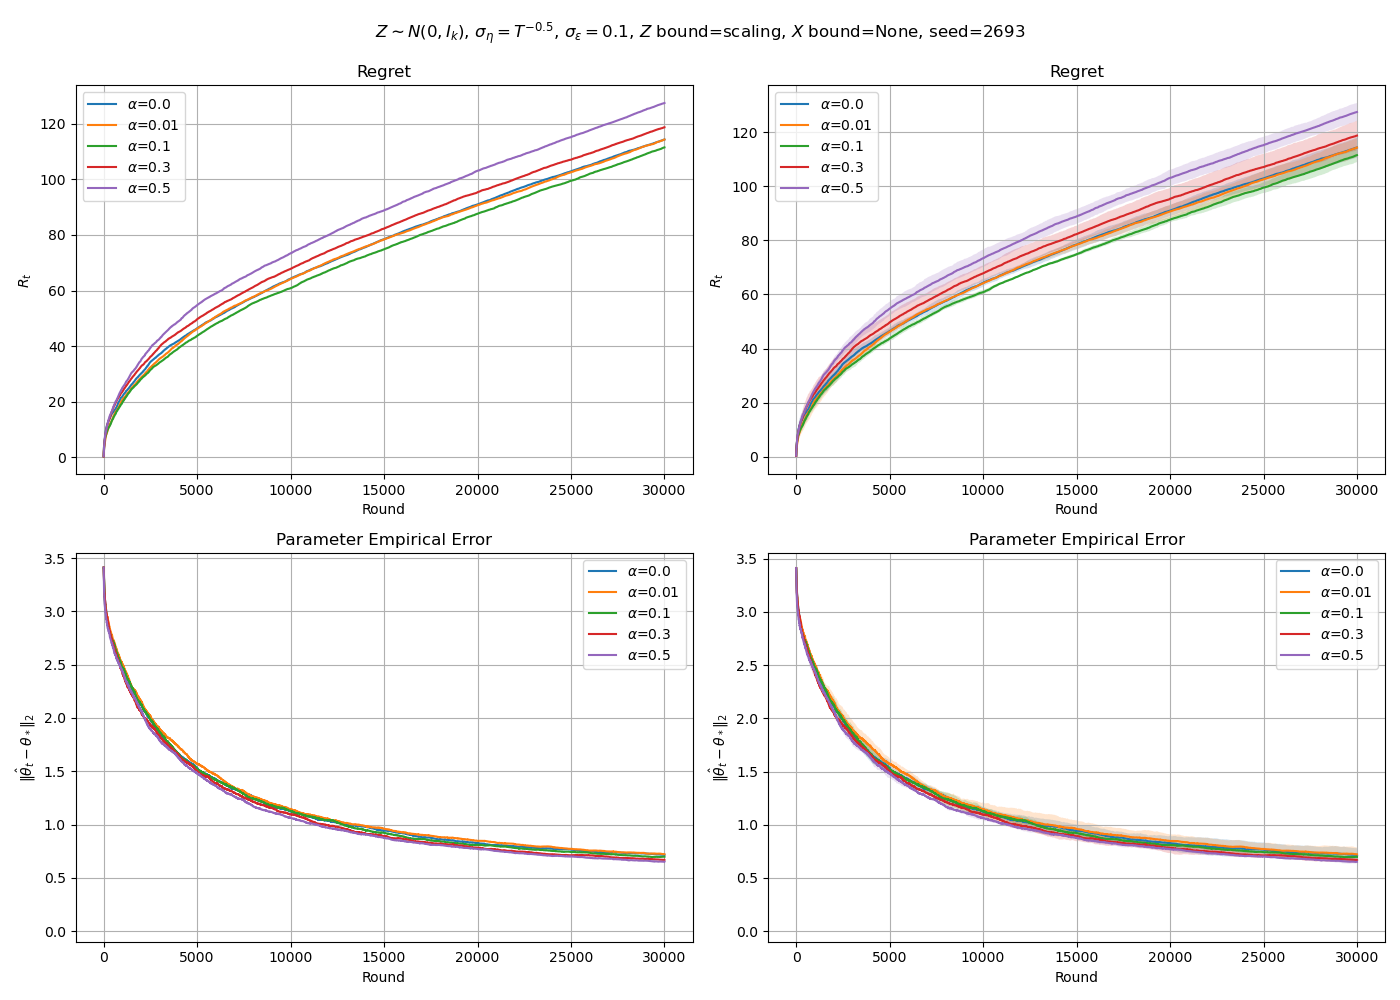 Z ~ N(0, I_k), σ_η = T^{-0.5}, σ_ε = 0.1, Z bound=scaling, X bound=None, seed=2693
Regret
α=0.0
α=0.01
α=0.1
α=0.3
α=0.5
120
100
80
60
40
20
0
R_t
0 5000 10000 15000 20000 25000 30000
Round
Regret
α=0.0
α=0.01
α=0.1
α=0.3
α=0.5
120
100
80
60
40
20
0
R_t
0 5000 10000 15000 20000 25000 30000
Round
Parameter Empirical Error
α=0.0
α=0.01
α=0.1
α=0.3
α=0.5
3.5
3.0
2.5
2.0
1.5
1.0
0.5
0.0
‖θ̂_t − θ_*‖_2
0 5000 10000 15000 20000 25000 30000
Round
Parameter Empirical Error
α=0.0
α=0.01
α=0.1
α=0.3
α=0.5
3.5
3.0
2.5
2.0
1.5
1.0
0.5
0.0
‖θ̂_t − θ_*‖_2
0 5000 10000 15000 20000 25000 30000
Round